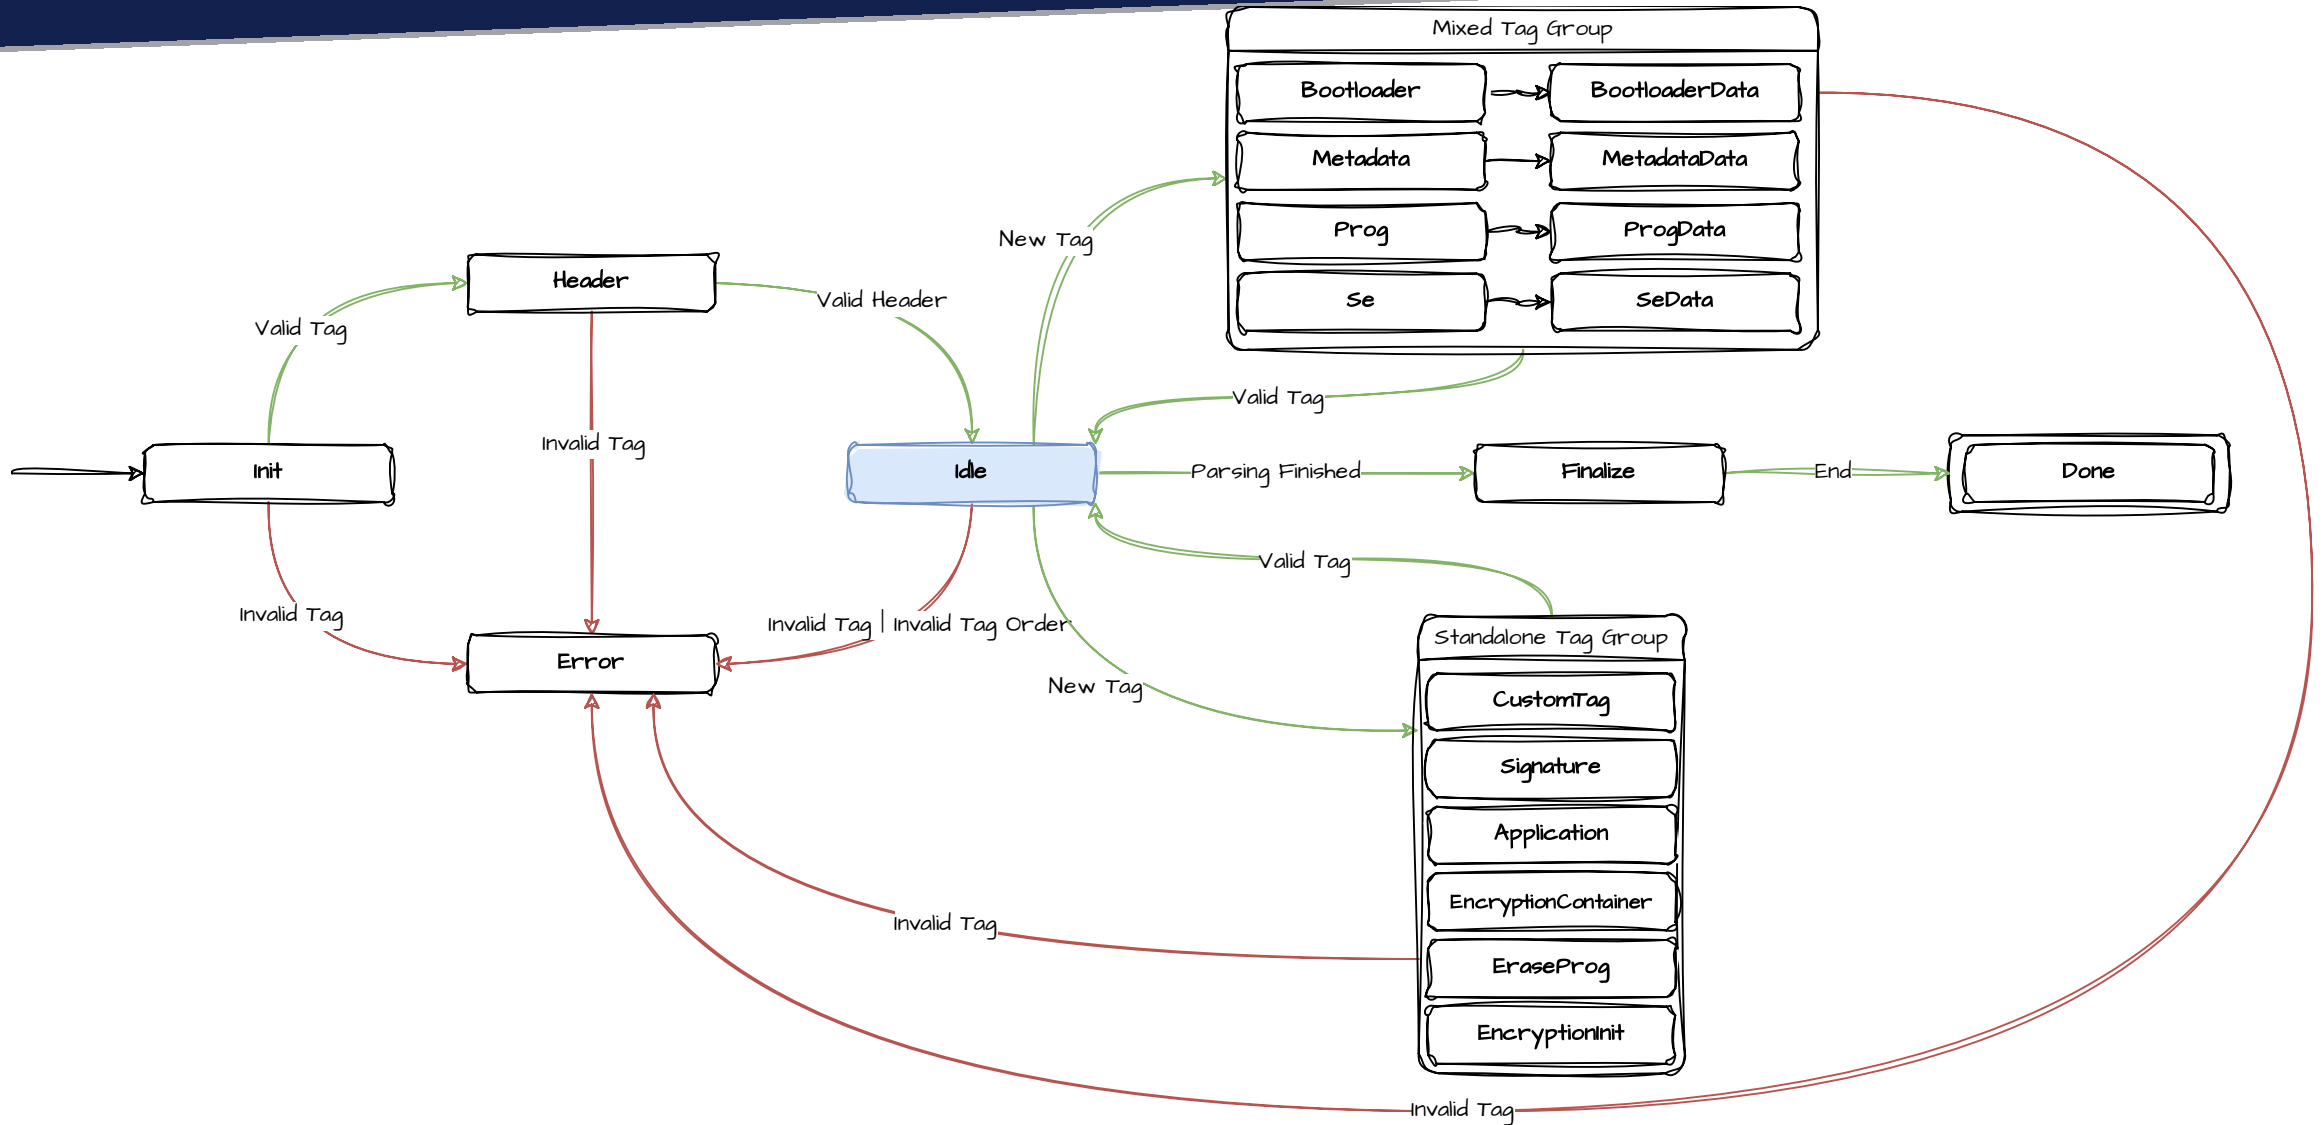 Mixed Tag Group
Bootloader
BootloaderData
Metadata
MetadataData
Prog
ProgData
Se
SeData
New Tag
Header
Valid Header
Valid Tag
Valid Tag
Invalid Tag
Init
Idle
Parsing Finished
Finalize
End
Done
Valid Tag
Invalid Tag
Invalid Tag | Invalid Tag Order
Error
New Tag
Standalone Tag Group
CustomTag
Signature
Application
EncryptionContainer
EraseProg
EncryptionInit
Invalid Tag
Invalid Tag